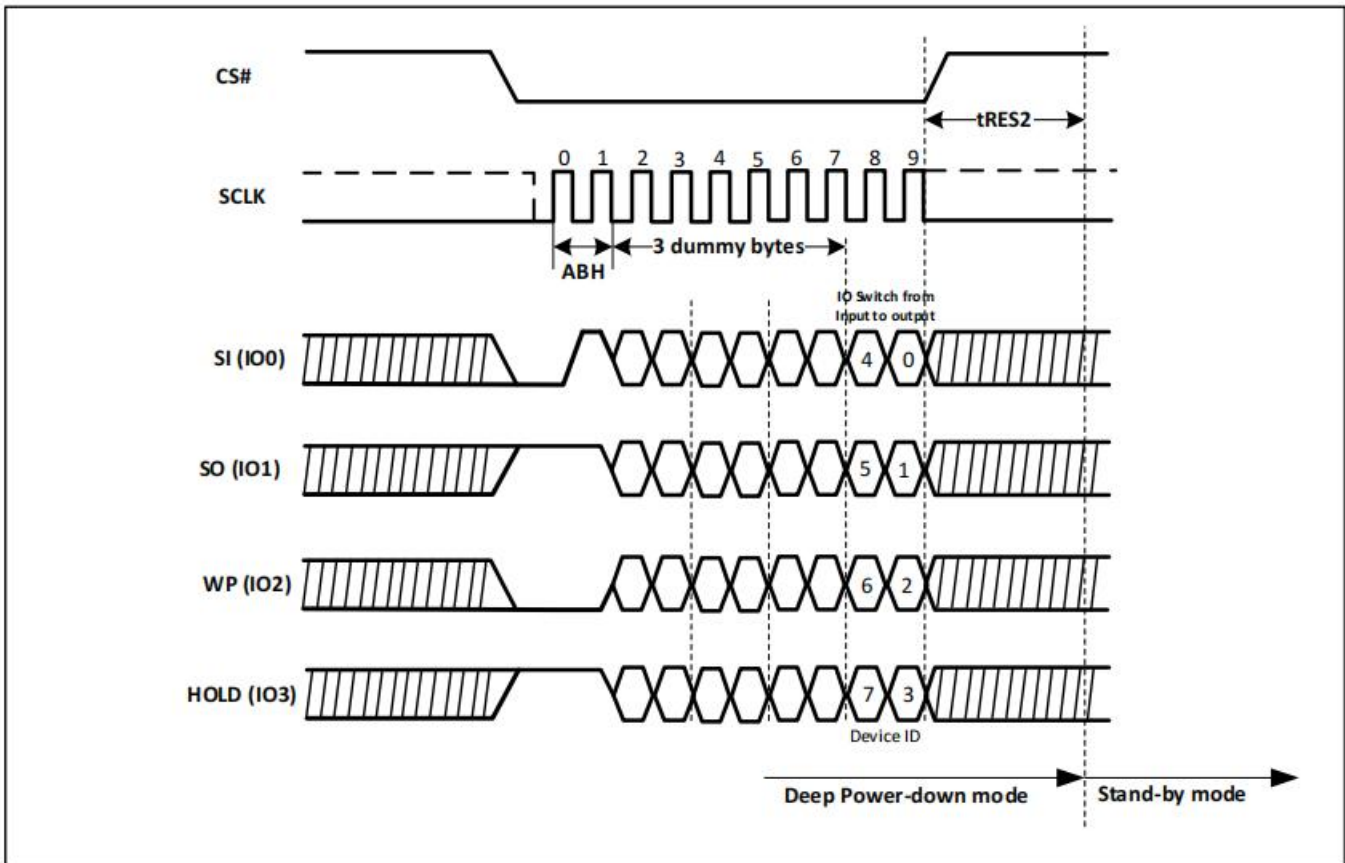 CS#
tRES2
0 1 2 3 4 5 6 7 8 9
SCLK
3 dummy bytes
ABH
IO Switch from
Input to output
SI (IO0)
4 0
SO (IO1)
5 1
WP (IO2)
6 2
HOLD (IO3)
7 3
Device ID
Deep Power-down mode
Stand-by mode